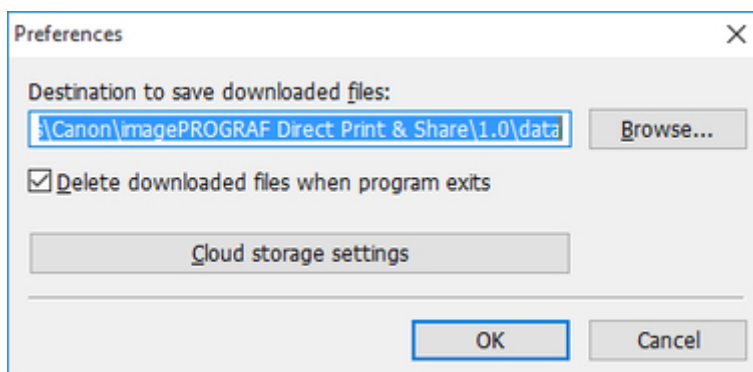 Preferences
Destination to save downloaded files:
\Canon\imagePROGRAF Direct Print & Share\1.0\data
Browse...
Delete downloaded files when program exits
Cloud storage settings
OK Cancel